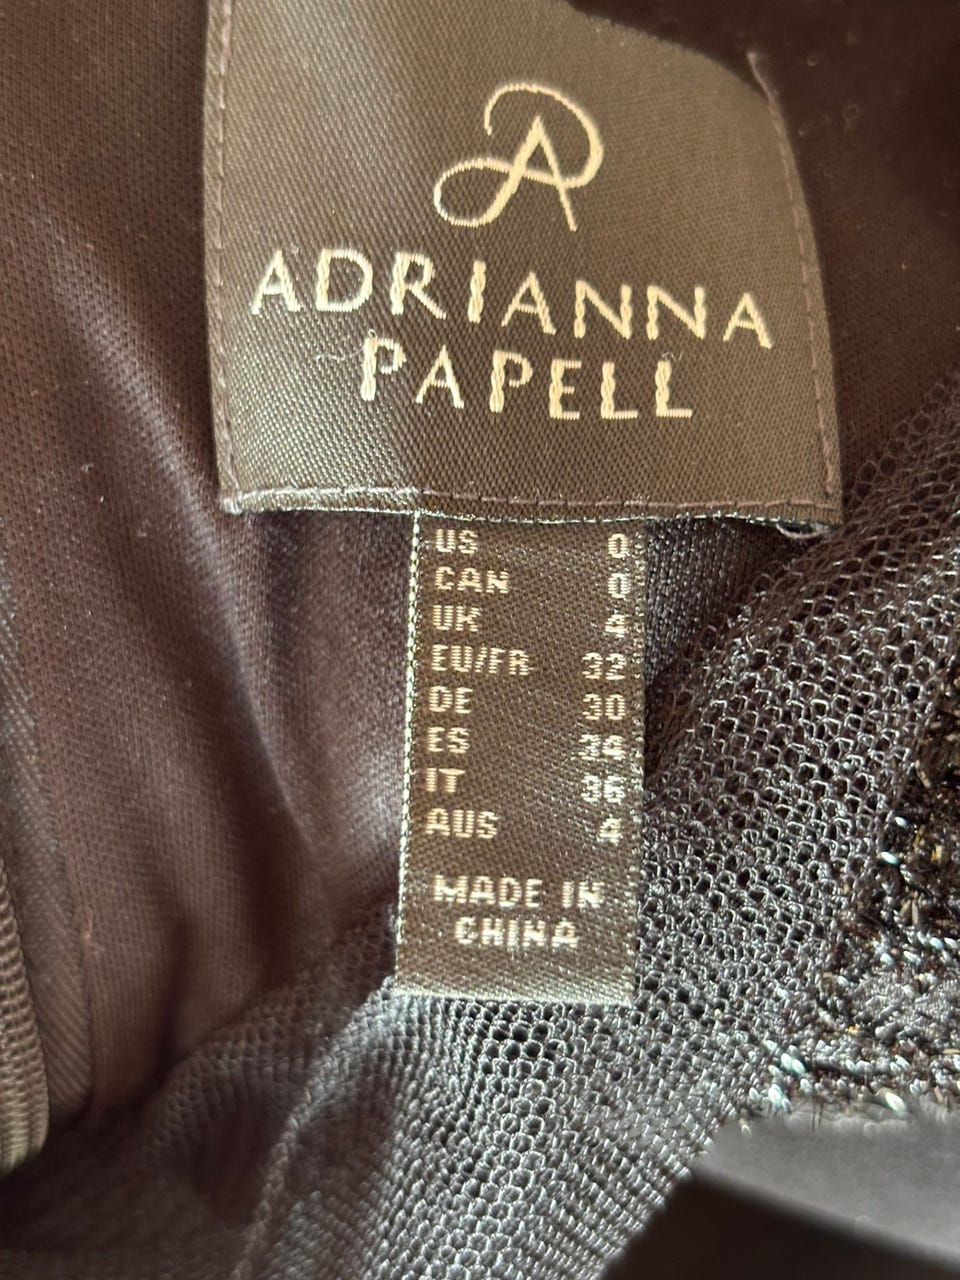 ADRIANNA
PAPELL
US 0
CAN 0
UK 4
EU/FR 32
DE 30
ES 34
IT 36
AUS 4
MADE IN
CHINA